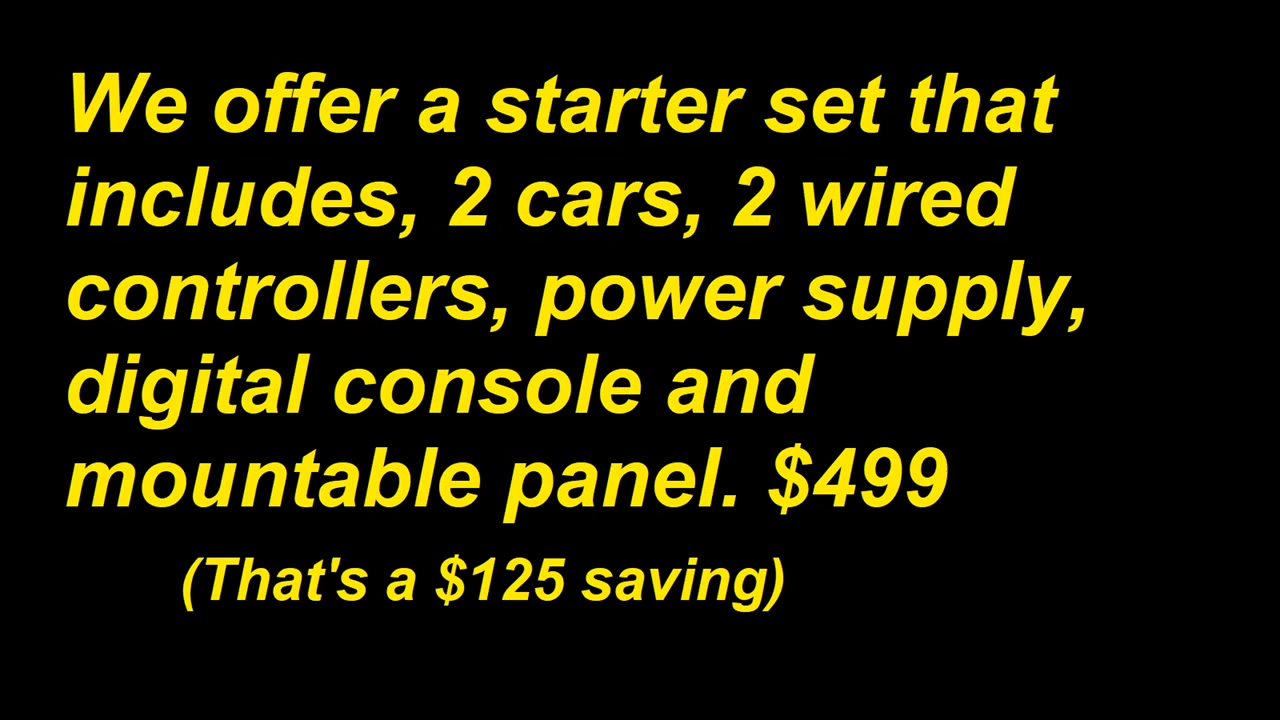 We offer a starter set that
includes, 2 cars, 2 wired
controllers, power supply,
digital console and
mountable panel. $499
(That's a $125 saving)